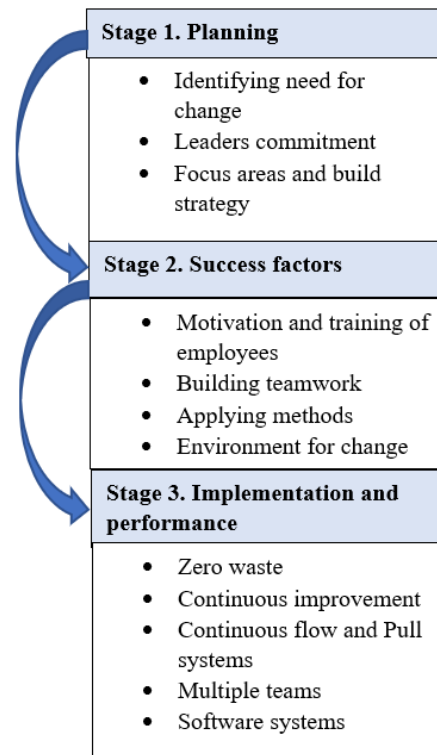 Stage 1. Planning
• Identifying need for
change
• Leaders commitment
• Focus areas and build
strategy
Stage 2. Success factors
• Motivation and training of
employees
• Building teamwork
• Applying methods
• Environment for change
Stage 3. Implementation and
performance
• Zero waste
• Continuous improvement
• Continuous flow and Pull
systems
• Multiple teams
• Software systems